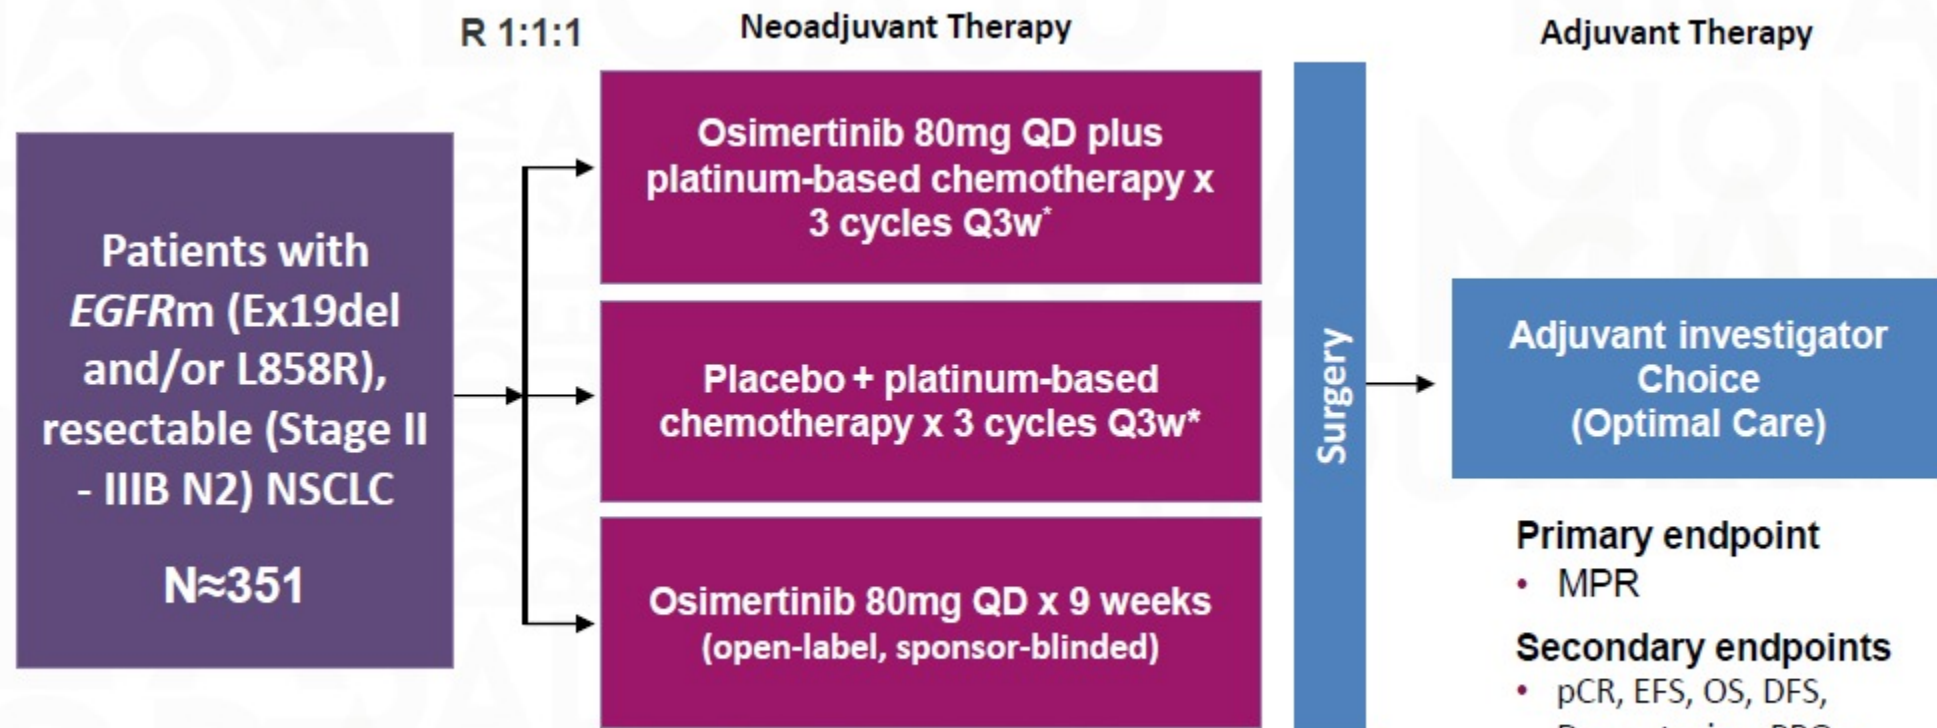 R 1:1:1
Neoadjuvant Therapy
Adjuvant Therapy
Patients with
EGFRm (Ex19del
and/or L858R),
resectable (Stage II
- IIIB N2) NSCLC
N≈351
Osimertinib 80mg QD plus
platinum-based chemotherapy x
3 cycles Q3w*
Placebo + platinum-based
chemotherapy x 3 cycles Q3w*
Osimertinib 80mg QD x 9 weeks
(open-label, sponsor-blinded)
Surgery
Adjuvant investigator
Choice
(Optimal Care)
Primary endpoint
• MPR
Secondary endpoints
• pCR, EFS, OS, DFS,